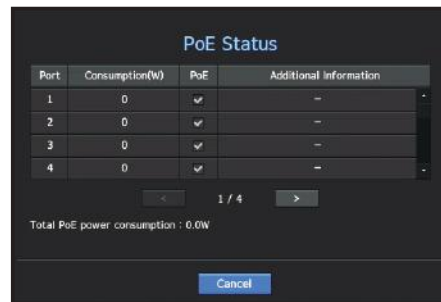 PoE Status
Port Consumption(W) PoE Additional Information
1 0 –
2 0 –
3 0 –
4 0 –
< 1 / 4 >
Total PoE power consumption : 0.0W
Cancel